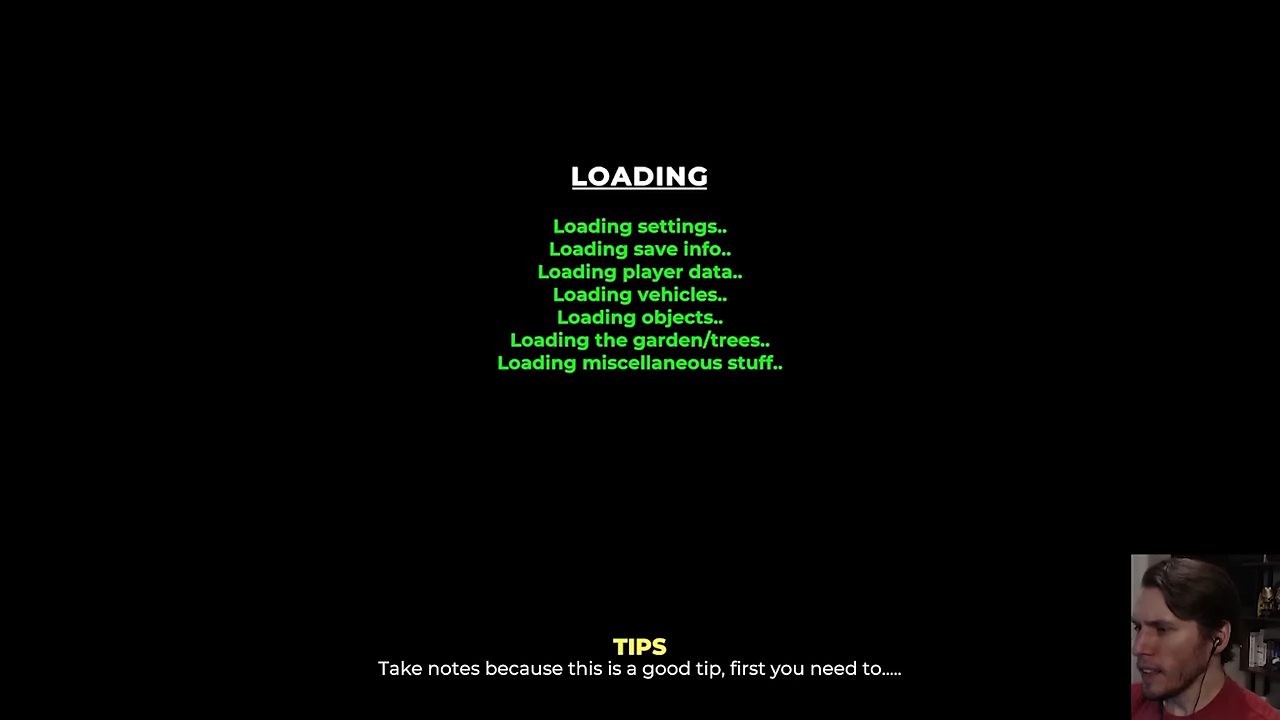 LOADING
Loading settings..
Loading save info..
Loading player data..
Loading vehicles..
Loading objects..
Loading the garden/trees..
Loading miscellaneous stuff..
TIPS
Take notes because this is a good tip, first you need to.....